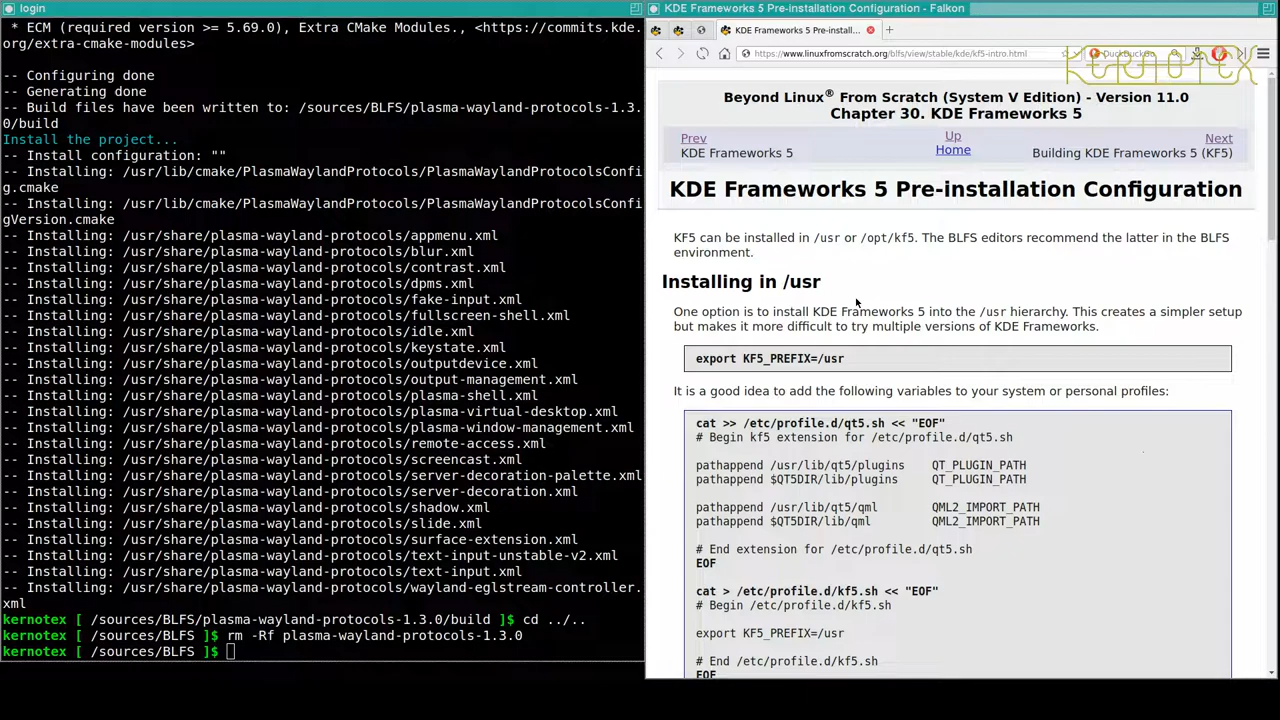 login
* ECM (required version >= 5.69.0), Extra CMake Modules., <https://commits.kde.
org/extra-cmake-modules>
-- Configuring done
-- Generating done
-- Build files have been written to: /sources/BLFS/plasma-wayland-protocols-1.3.
0/build
Install the project...
-- Install configuration: ""
-- Installing: /usr/lib/cmake/PlasmaWaylandProtocols/PlasmaWaylandProtocolsConfi
g.cmake
-- Installing: /usr/lib/cmake/PlasmaWaylandProtocols/PlasmaWaylandProtocolsConfi
gVersion.cmake
-- Installing: /usr/share/plasma-wayland-protocols/appmenu.xml
-- Installing: /usr/share/plasma-wayland-protocols/blur.xml
-- Installing: /usr/share/plasma-wayland-protocols/contrast.xml
-- Installing: /usr/share/plasma-wayland-protocols/dpms.xml
-- Installing: /usr/share/plasma-wayland-protocols/fake-input.xml
-- Installing: /usr/share/plasma-wayland-protocols/fullscreen-shell.xml
-- Installing: /usr/share/plasma-wayland-protocols/idle.xml
-- Installing: /usr/share/plasma-wayland-protocols/keystate.xml
-- Installing: /usr/share/plasma-wayland-protocols/outputdevice.xml
-- Installing: /usr/share/plasma-wayland-protocols/output-management.xml
-- Installing: /usr/share/plasma-wayland-protocols/plasma-shell.xml
-- Installing: /usr/share/plasma-wayland-protocols/plasma-virtual-desktop.xml
-- Installing: /usr/share/plasma-wayland-protocols/plasma-window-management.xml
-- Installing: /usr/share/plasma-wayland-protocols/remote-access.xml
-- Installing: /usr/share/plasma-wayland-protocols/screencast.xml
-- Installing: /usr/share/plasma-wayland-protocols/server-decoration-palette.xml
-- Installing: /usr/share/plasma-wayland-protocols/server-decoration.xml
-- Installing: /usr/share/plasma-wayland-protocols/shadow.xml
-- Installing: /usr/share/plasma-wayland-protocols/slide.xml
-- Installing: /usr/share/plasma-wayland-protocols/surface-extension.xml
-- Installing: /usr/share/plasma-wayland-protocols/text-input-unstable-v2.xml
-- Installing: /usr/share/plasma-wayland-protocols/text-input.xml
-- Installing: /usr/share/plasma-wayland-protocols/wayland-eglstream-controller.
xml
kernotex [ /sources/BLFS/plasma-wayland-protocols-1.3.0/build ]$ cd ../..
kernotex [ /sources/BLFS ]$ rm -Rf plasma-wayland-protocols-1.3.0
kernotex [ /sources/BLFS ]$
KDE Frameworks 5 Pre-installation Configuration - Falkon
KDE Frameworks 5 Pre-install...
https://www.linuxfromscratch.org/blfs/view/stable/kde/kf5-intro.html
DuckDuckGo
KERNOTEX
Beyond Linux® From Scratch (System V Edition) - Version 11.0
Chapter 30. KDE Frameworks 5
Prev Up Next
KDE Frameworks 5 Home Building KDE Frameworks 5 (KF5)
KDE Frameworks 5 Pre-installation Configuration
KF5 can be installed in /usr or /opt/kf5. The BLFS editors recommend the latter in the BLFS
environment.
Installing in /usr
One option is to install KDE Frameworks 5 into the /usr hierarchy. This creates a simpler setup
but makes it more difficult to try multiple versions of KDE Frameworks.
export KF5_PREFIX=/usr
It is a good idea to add the following variables to your system or personal profiles:
cat >> /etc/profile.d/qt5.sh << "EOF"
# Begin kf5 extension for /etc/profile.d/qt5.sh
pathappend /usr/lib/qt5/plugins QT_PLUGIN_PATH
pathappend $QT5DIR/lib/plugins QT_PLUGIN_PATH
pathappend /usr/lib/qt5/qml QML2_IMPORT_PATH
pathappend $QT5DIR/lib/qml QML2_IMPORT_PATH
# End extension for /etc/profile.d/qt5.sh
EOF
cat > /etc/profile.d/kf5.sh << "EOF"
# Begin /etc/profile.d/kf5.sh
export KF5_PREFIX=/usr
# End /etc/profile.d/kf5.sh
EOF